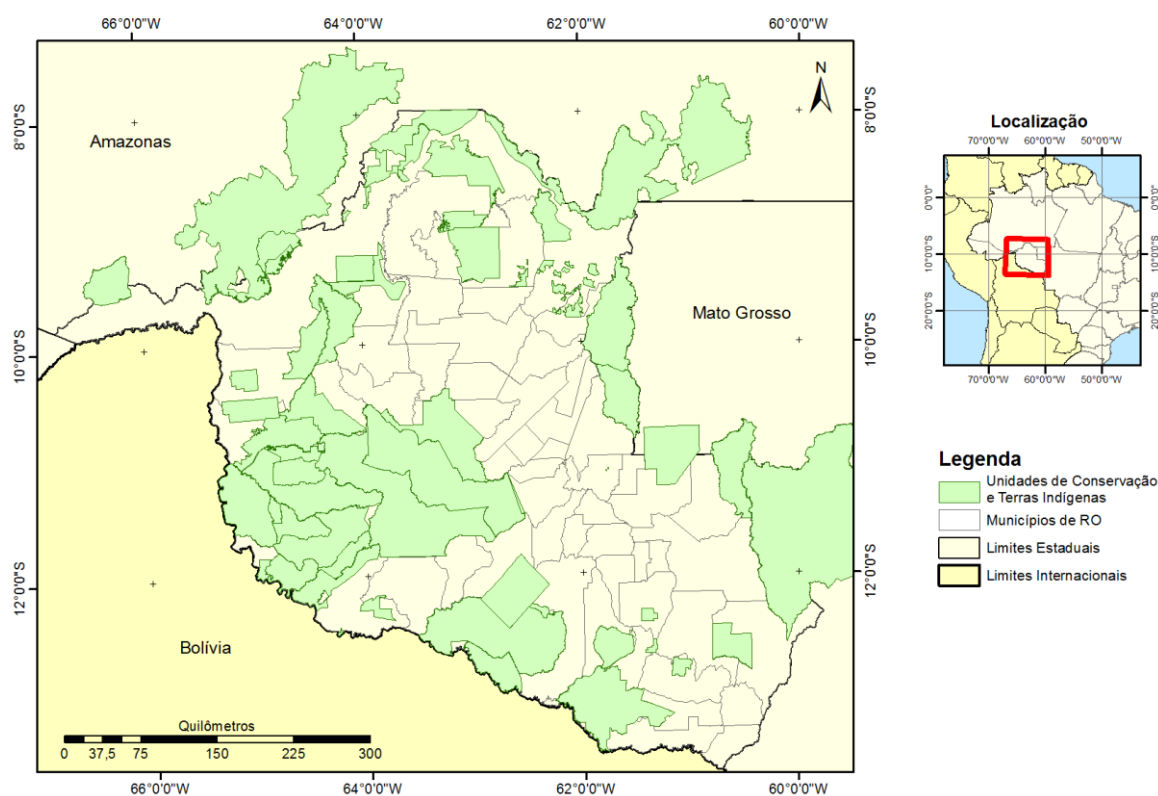 66°0'0"W 64°0'0"W 62°0'0"W 60°0'0"W
8°0'0"S
10°0'0"S
12°0'0"S
Amazonas
Mato Grosso
Bolívia
N
8°0'0"S
10°0'0"S
12°0'0"S
Quilômetros
0 37,5 75 150 225 300
66°0'0"W 64°0'0"W 62°0'0"W 60°0'0"W
Localização
70°0'0"W 60°0'0"W 50°0'0"W
0°0'0"
10°0'0"S
20°0'0"S
0°0'0"
10°0'0"S
20°0'0"S
70°0'0"W 60°0'0"W 50°0'0"W
Legenda
Unidades de Conservação
e Terras Indígenas
Municípios de RO
Limites Estaduais
Limites Internacionais